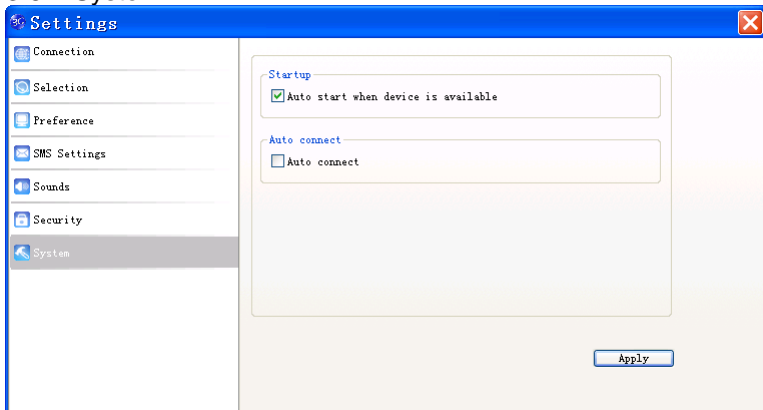 Settings
Connection
Selection
Preference
SMS Settings
Sounds
Security
System
Startup
Auto start when device is available
Auto connect
Auto connect
Apply